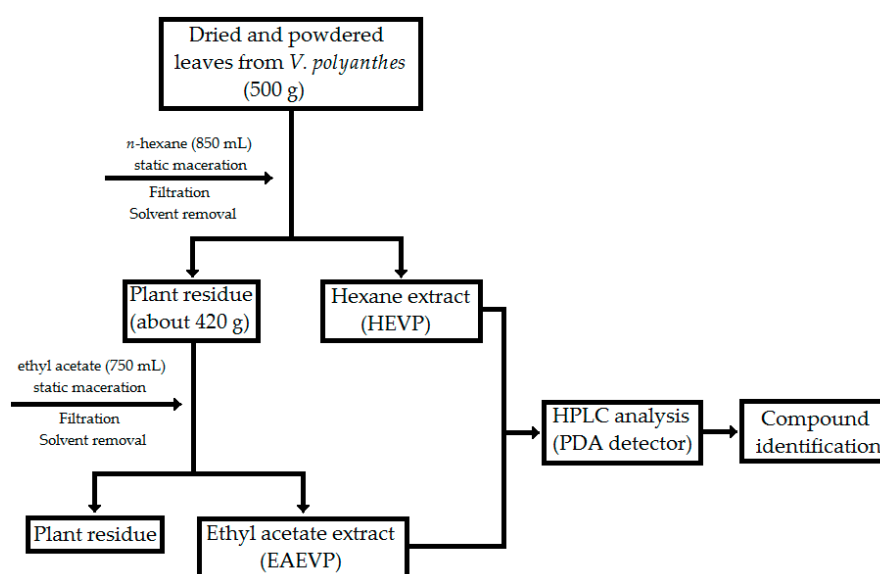 Dried and powdered
leaves from V. polyanthes
(500 g)
n-hexane (850 mL)
static maceration
Filtration
Solvent removal
Plant residue
(about 420 g)
Hexane extract
(HEVP)
ethyl acetate (750 mL)
static maceration
Filtration
Solvent removal
HPLC analysis
(PDA detector)
Compound
identification
Plant residue
Ethyl acetate extract
(EAEVP)